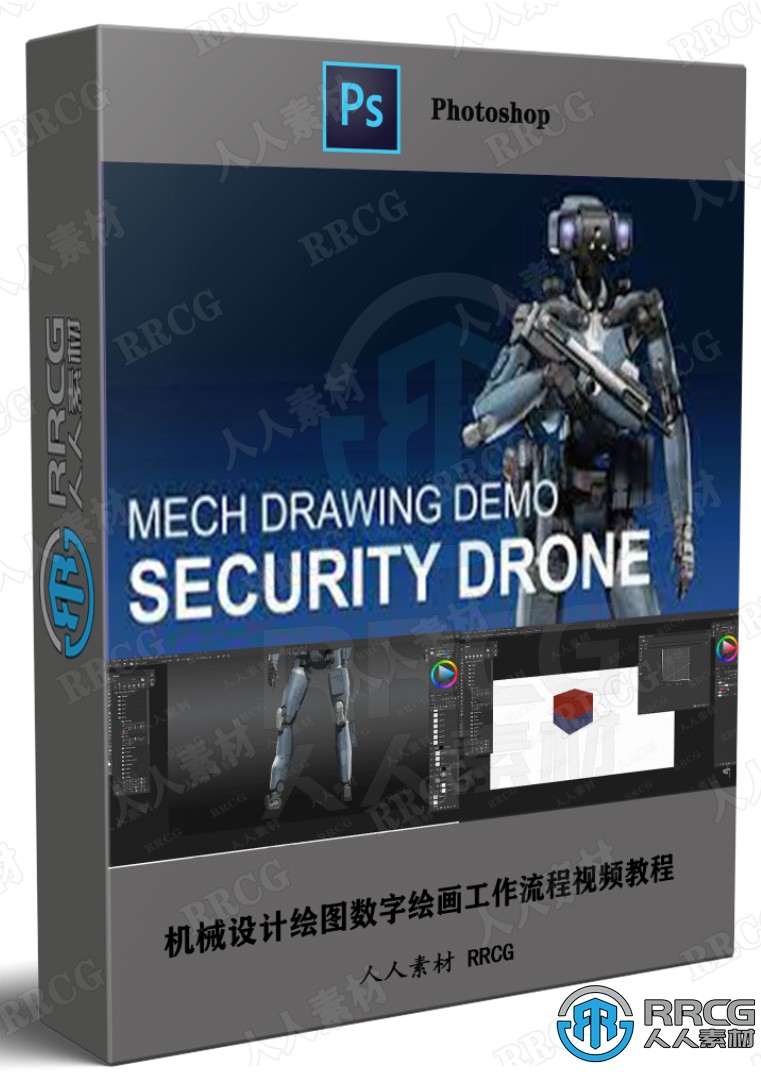 Ps
Photoshop
MECH DRAWING DEMO
SECURITY DRONE
机械设计绘图数字绘画工作流程视频教程
人人素材 RRCG
RRCG
人人素材
RRCG
人人素材